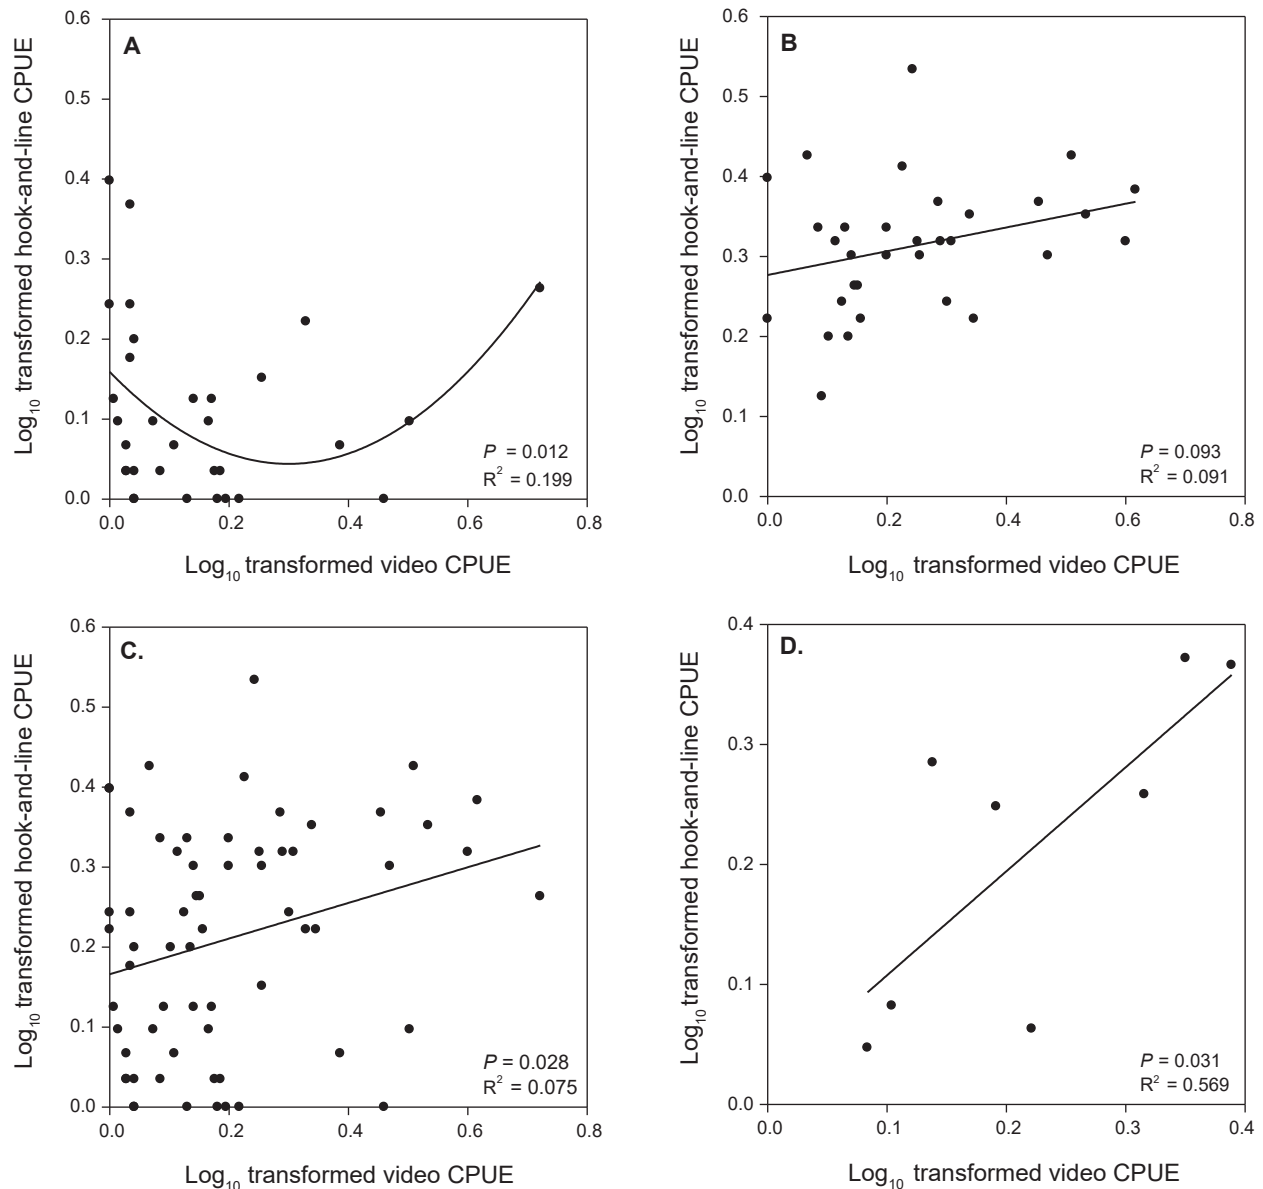 A
Log10 transformed hook-and-line CPUE
0.6
0.5
0.4
0.3
0.2
0.1
0.0
P = 0.012
R2 = 0.199
0.0 0.2 0.4 0.6 0.8
Log10 transformed video CPUE
B
Log10 transformed hook-and-line CPUE
0.6
0.5
0.4
0.3
0.2
0.1
0.0
P = 0.093
R2 = 0.091
0.0 0.2 0.4 0.6 0.8
Log10 transformed video CPUE
C.
Log10 transformed hook-and-line CPUE
0.6
0.5
0.4
0.3
0.2
0.1
0.0
P = 0.028
R2 = 0.075
0.0 0.2 0.4 0.6 0.8
Log10 transformed video CPUE
D.
Log10 transformed hook-and-line CPUE
0.4
0.3
0.2
0.1
0.0
P = 0.031
R2 = 0.569
0.0 0.1 0.2 0.3 0.4
Log10 transformed video CPUE